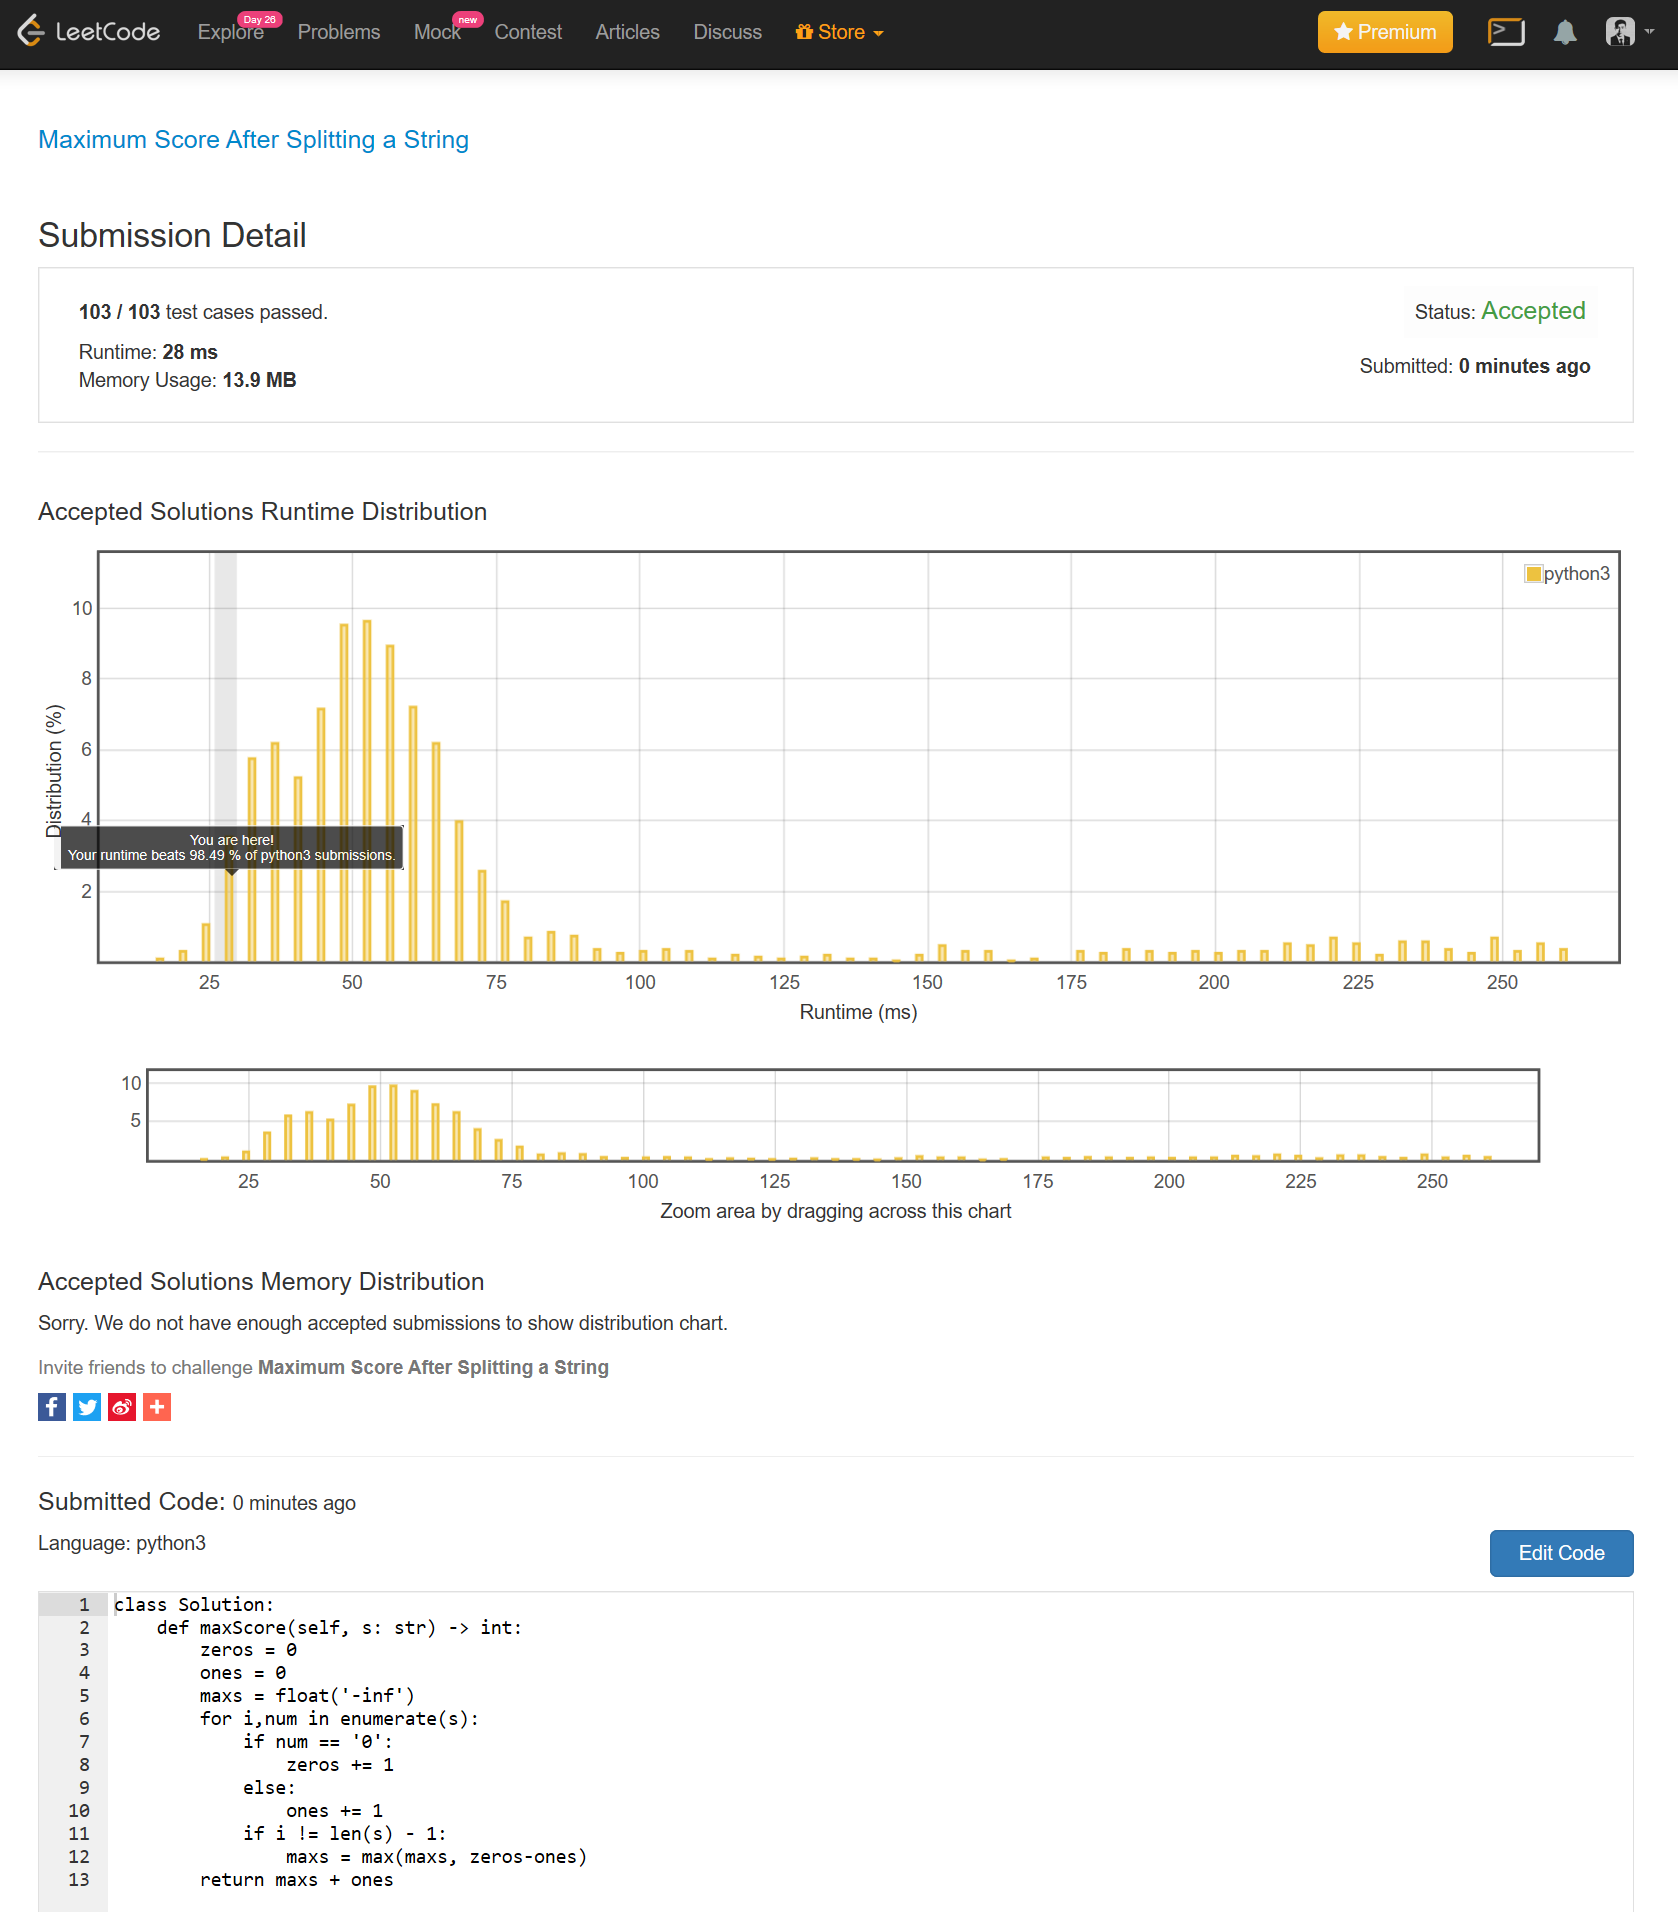 LeetCode Explore Day 26 Problems Mock new Contest Articles Discuss Store Premium
Maximum Score After Splitting a String
Submission Detail
103 / 103 test cases passed.
Status: Accepted
Runtime: 28 ms
Submitted: 0 minutes ago
Memory Usage: 13.9 MB
Accepted Solutions Runtime Distribution
python3
10
8
6
4
2
Distribution (%)
You are here!
Your runtime beats 98.49 % of python3 submissions.
25 50 75 100 125 150 175 200 225 250
Runtime (ms)
10
5
25 50 75 100 125 150 175 200 225 250
Zoom area by dragging across this chart
Accepted Solutions Memory Distribution
Sorry. We do not have enough accepted submissions to show distribution chart.
Invite friends to challenge Maximum Score After Splitting a String
Submitted Code: 0 minutes ago
Language: python3
Edit Code
1 class Solution:
2     def maxScore(self, s: str) -> int:
3         zeros = 0
4         ones = 0
5         maxs = float('-inf')
6         for i,num in enumerate(s):
7             if num == '0':
8                 zeros += 1
9             else:
10                 ones += 1
11             if i != len(s) - 1:
12                 maxs = max(maxs, zeros-ones)
13         return maxs + ones